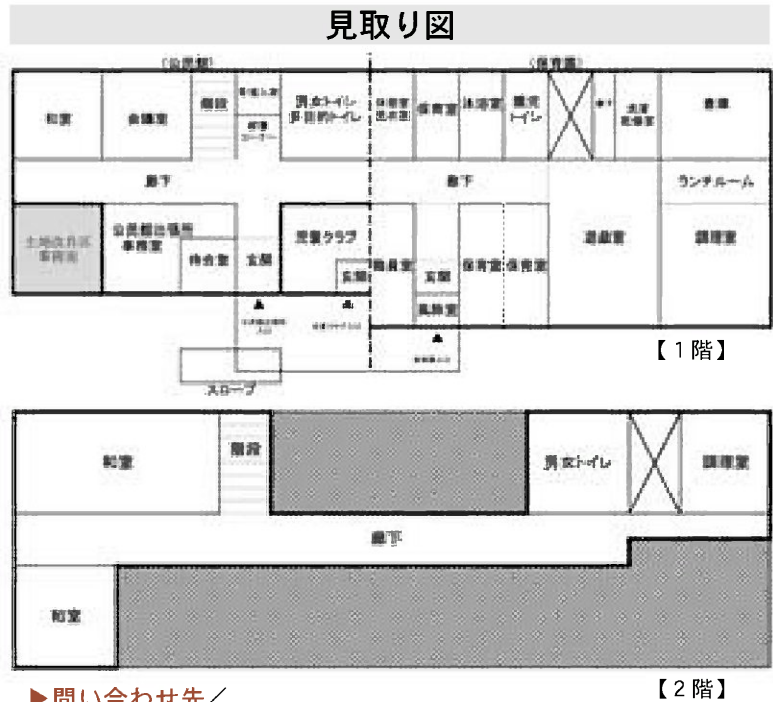 見取り図
(公民館)
(保育園)
和室
会議室
階段
男女トイレ
多目的トイレ
保育室
沐浴室
園児
トイレ
倉庫
廊下
廊下
ランチルーム
土地改良区
事務所
公民館出張所
事務室
待合室
玄関
児童クラブ
玄関
職員室
玄関
風除室
保育室
保育室
遊戯室
調理室
スロープ
【1階】
和室
階段
男女トイレ
調理室
廊下
和室
【2階】
▶問い合わせ先/